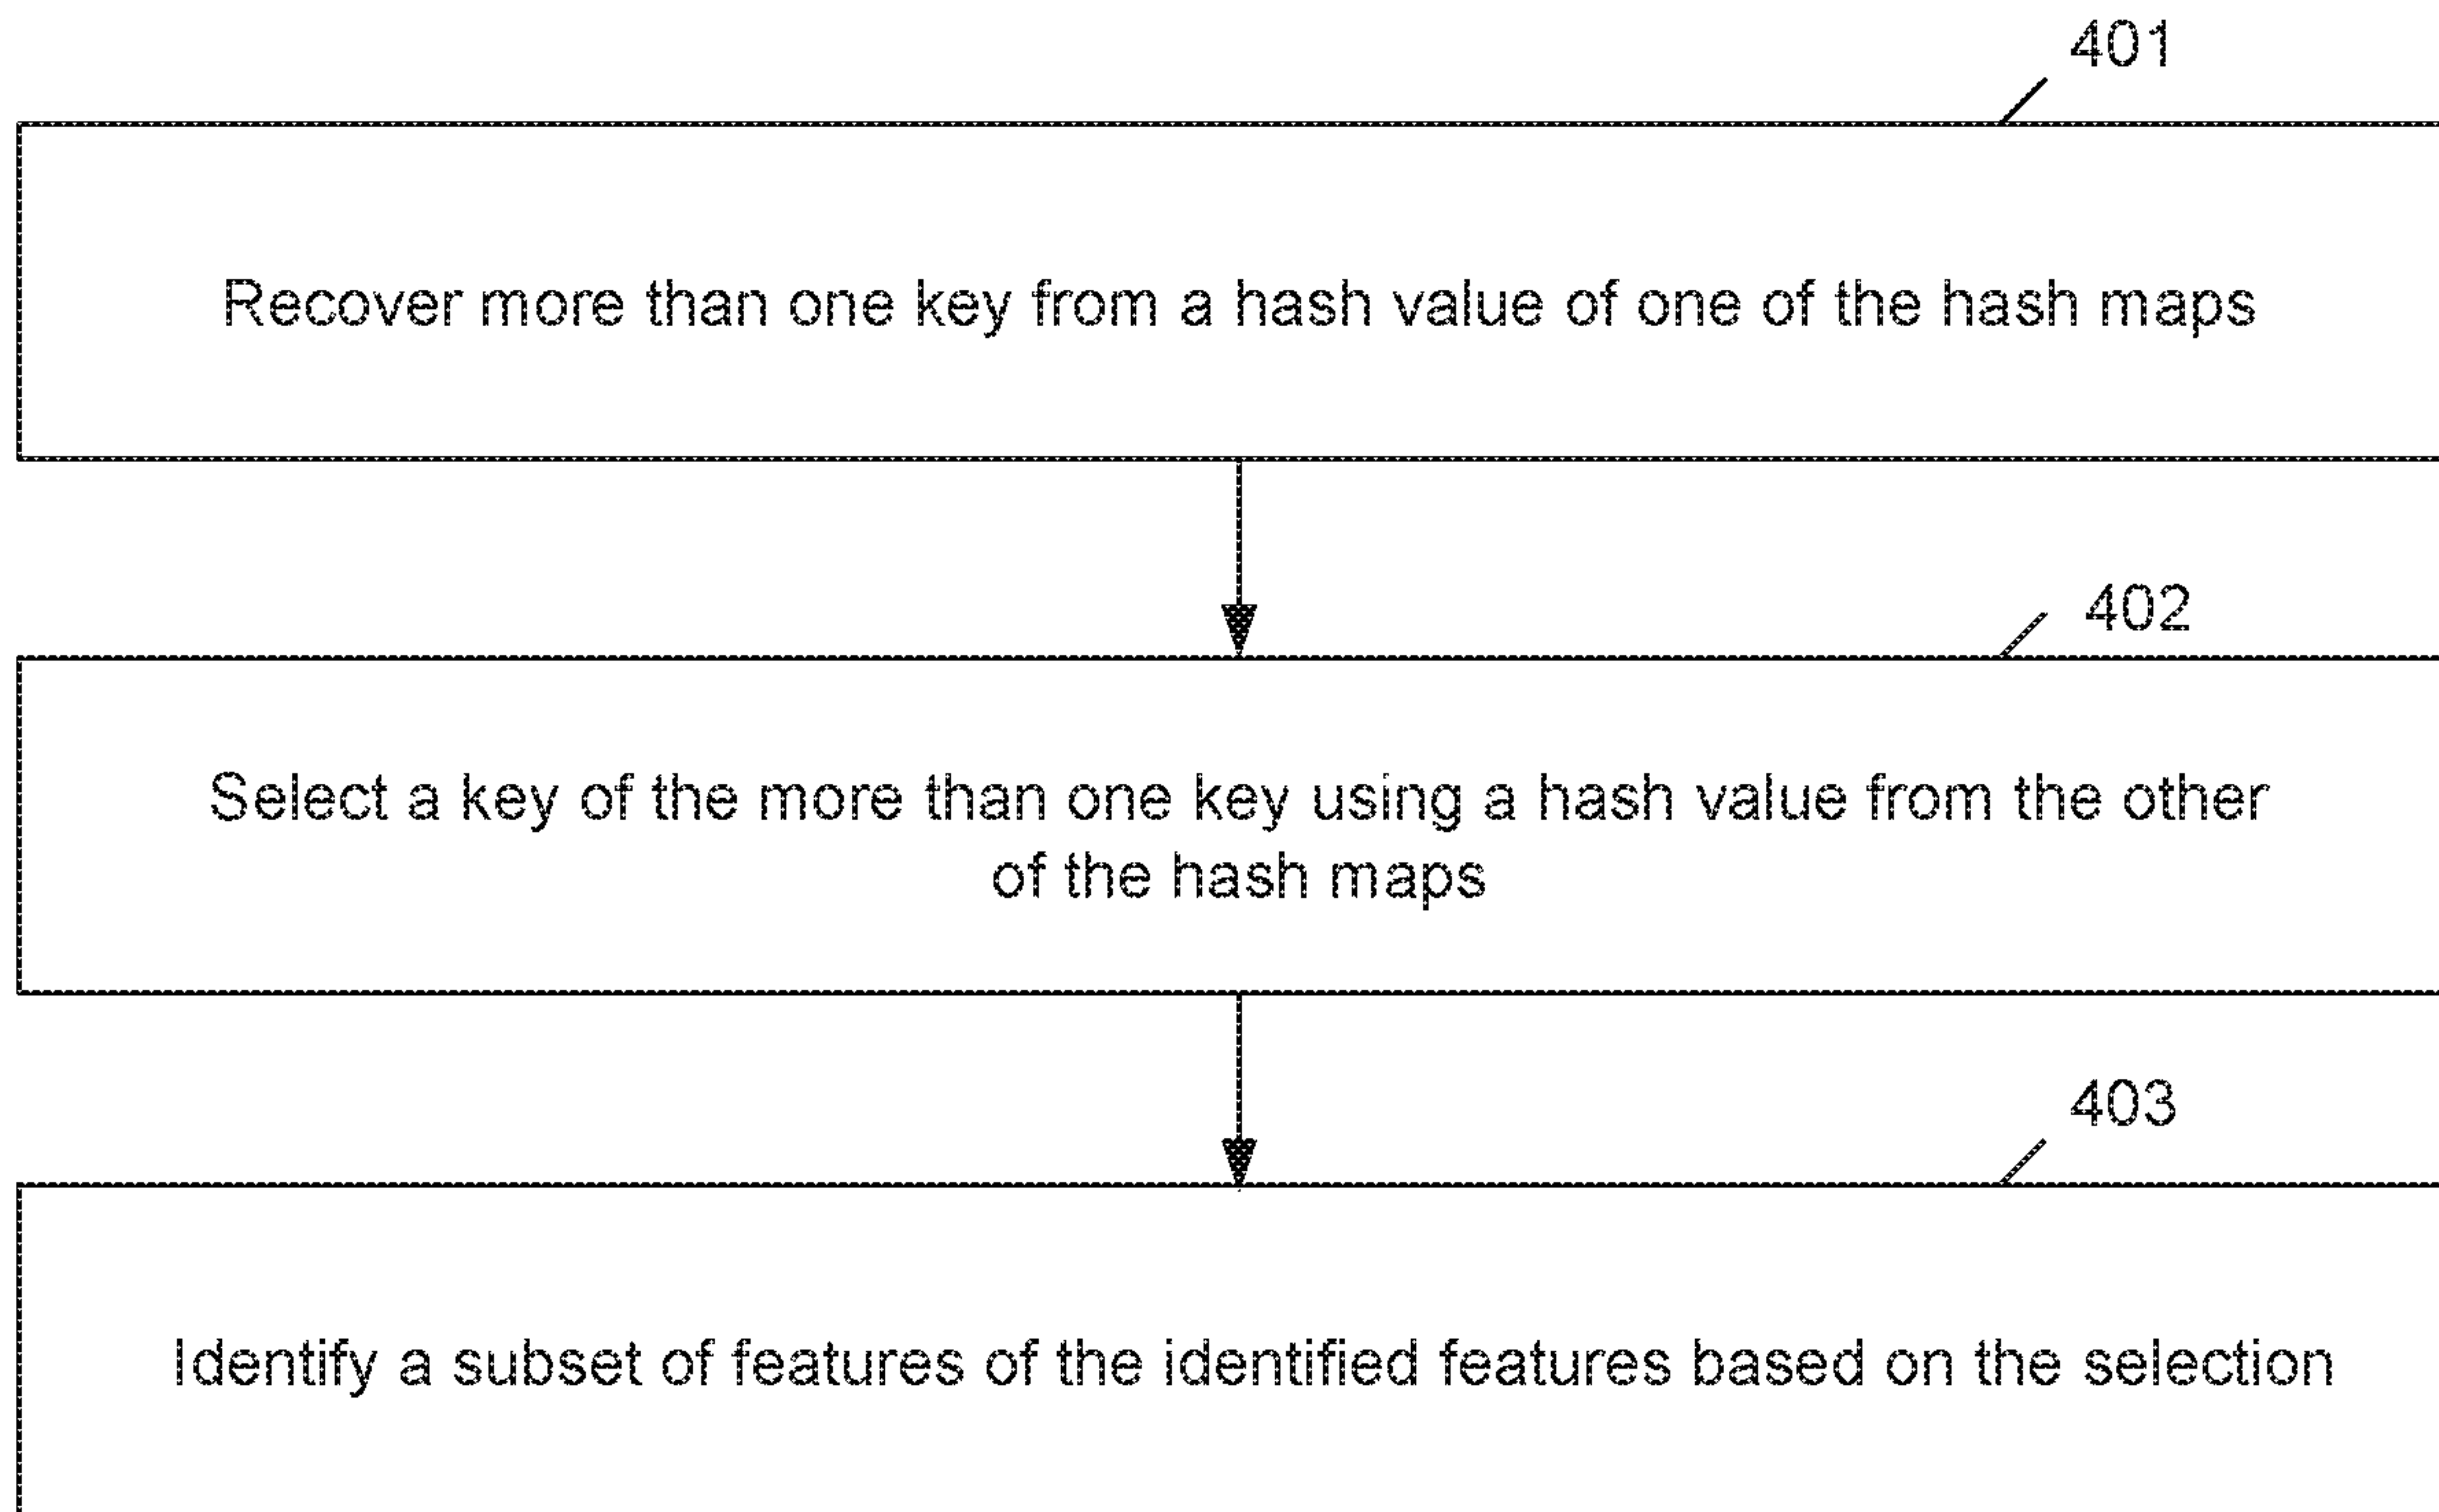 401
Recover more than one key from a hash value of one of the hash maps
402
Select a key of the more than one key using a hash value from the other
of the hash maps
403
Identify a subset of features of the identified features based on the selection